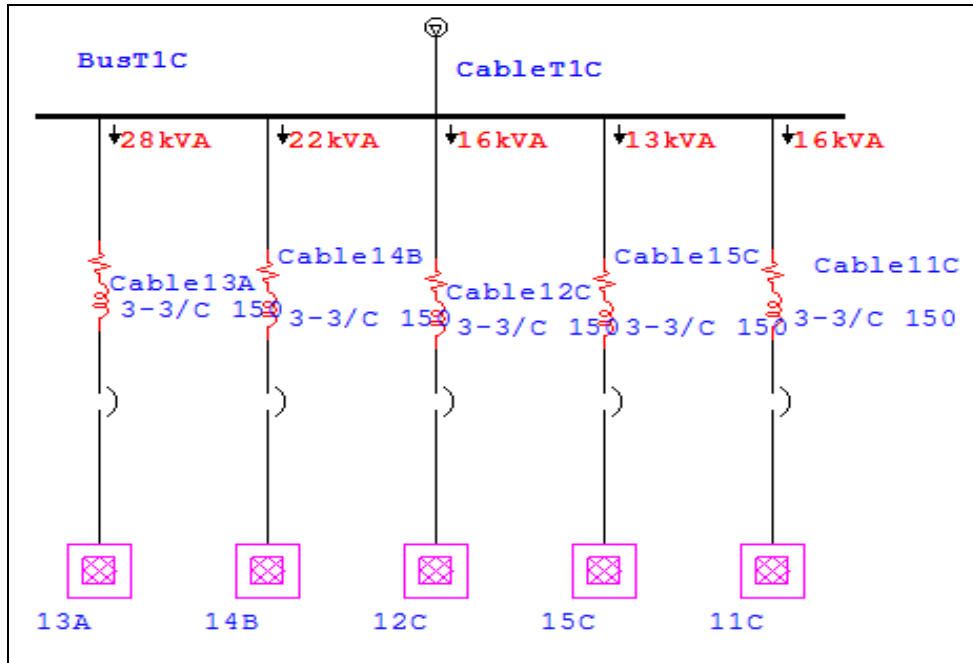 BusT1C
CableT1C
28kVA 22kVA 16kVA 13kVA 16kVA
Cable14B Cable15C
Cable11C
Cable13A Cable12C
3-3/C 150 3-3/C 150 3-3/C 150 3-3/C 150 3-3/C 150
13A 14B 12C 15C 11C